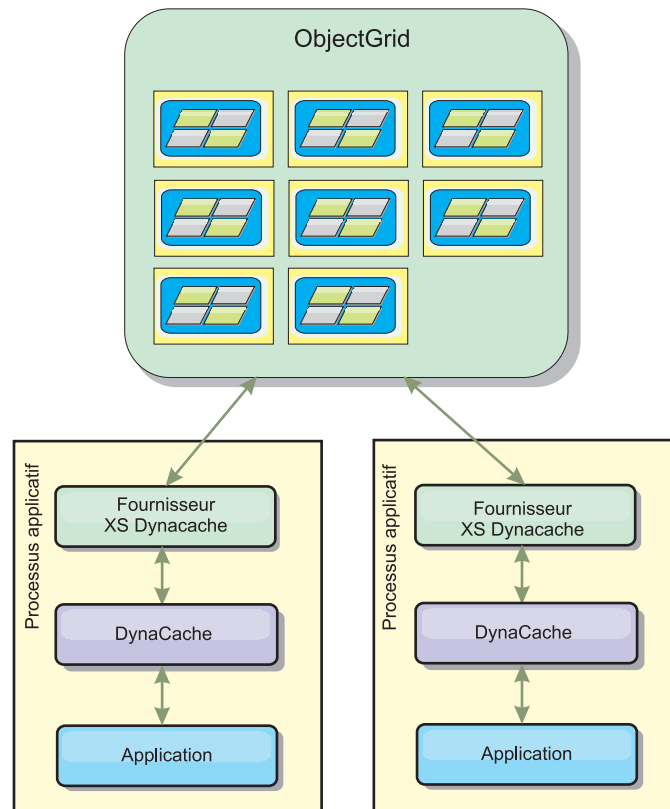 ObjectGrid
Processus applicatif
Fournisseur
XS Dynacache
DynaCache
Application
Processus applicatif
Fournisseur
XS Dynacache
DynaCache
Application